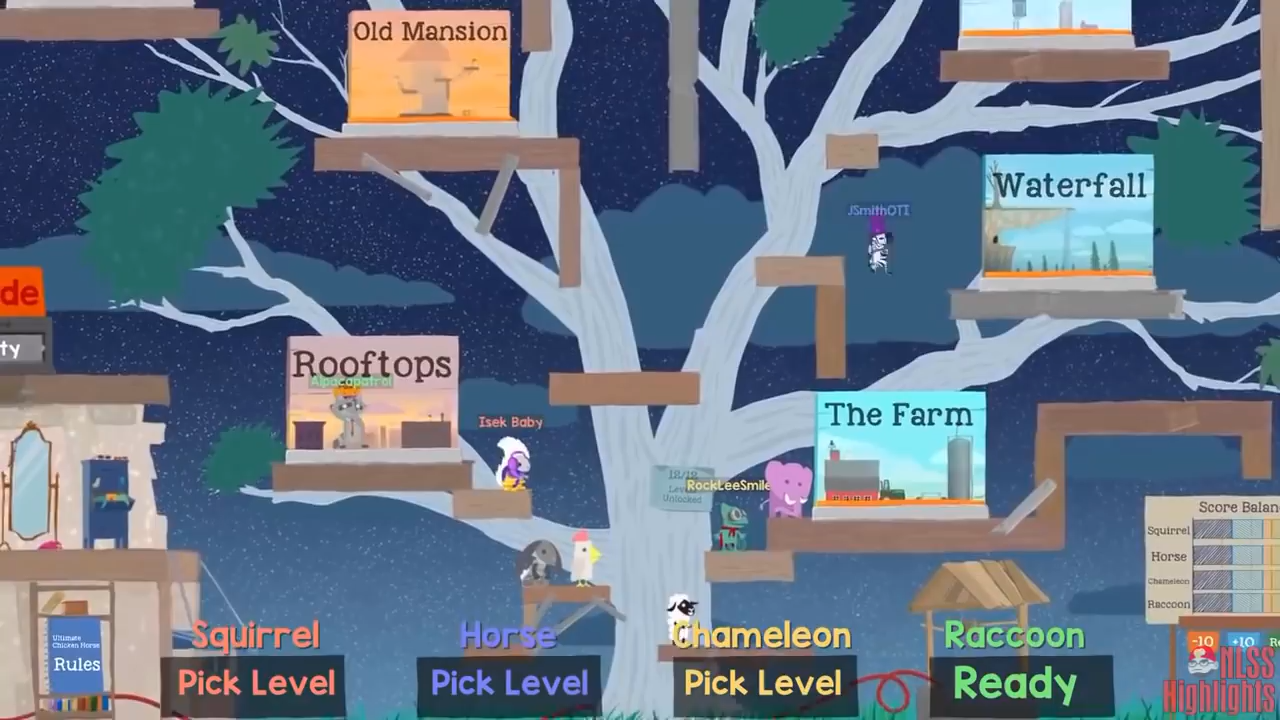 Old Mansion
Waterfall
JSmithOTI
de
ty
Rooftops
Alpacapatrol
Isek Baby
The Farm
12/12
Unlocked
RockLeeSmile
Score Balan
Squirrel
Horse
Chameleon
Raccoon
Ultimate
Chicken Horse
Rules
Squirrel
Horse
Chameleon
Raccoon
Pick Level
Pick Level
Pick Level
Ready
-10
+10
NLSS
Highlights